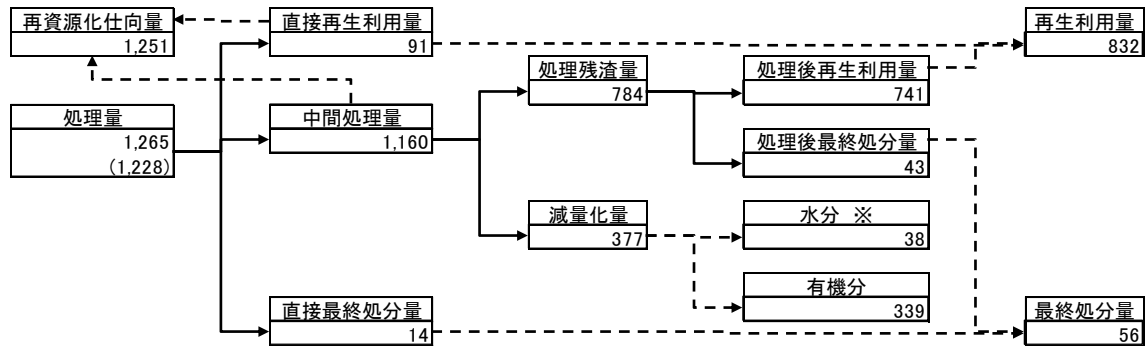 再資源化仕向量
1,251
直接再生利用量
91
再生利用量
832
処理残渣量
784
処理後再生利用量
741
処理量
1,265
(1,228)
中間処理量
1,160
処理後最終処分量
43
減量化量
377
水分 ※
38
有機分
339
直接最終処分量
14
最終処分量
56